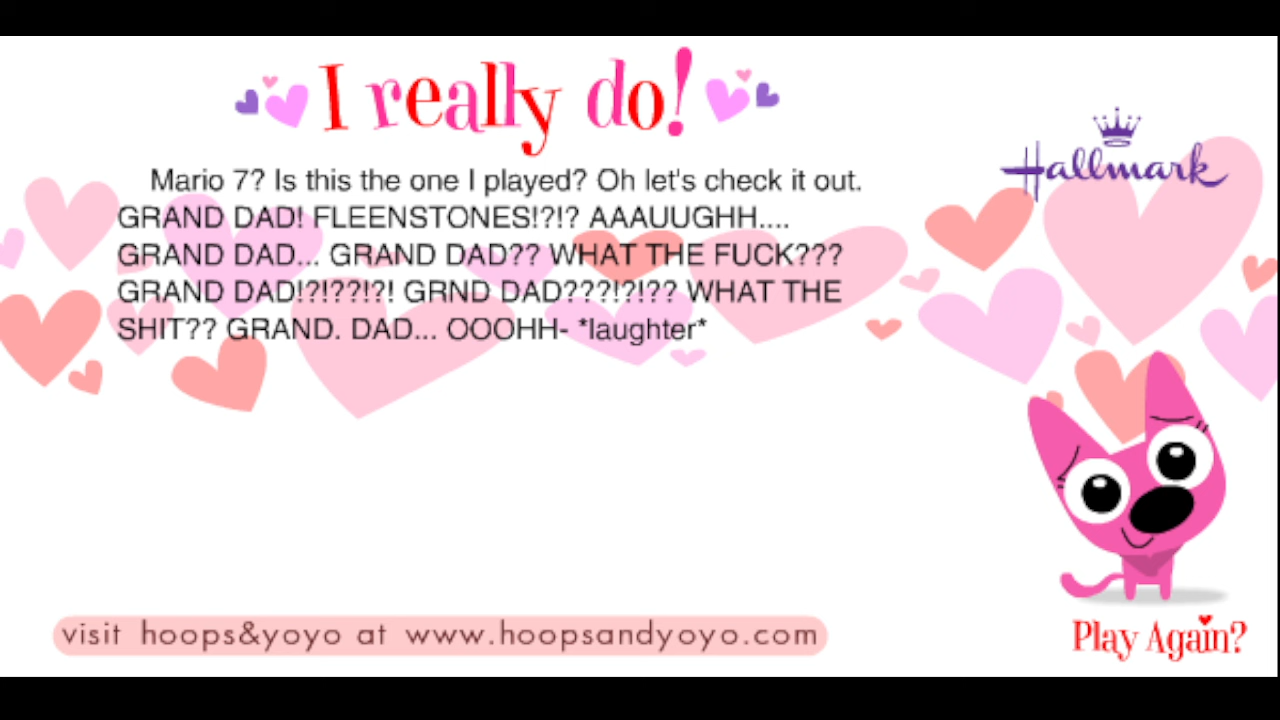 I really do!
Hallmark
Mario 7? Is this the one I played? Oh let's check it out.
GRAND DAD! FLEENSTONES!?!? AAAUUGHH....
GRAND DAD... GRAND DAD?? WHAT THE FUCK???
GRAND DAD!?!??!?! GRND DAD???!?!?? WHAT THE
SHIT?? GRAND. DAD... OOOHH- *laughter*
visit hoops&yoyo at www.hoopsandyoyo.com
Play Again?